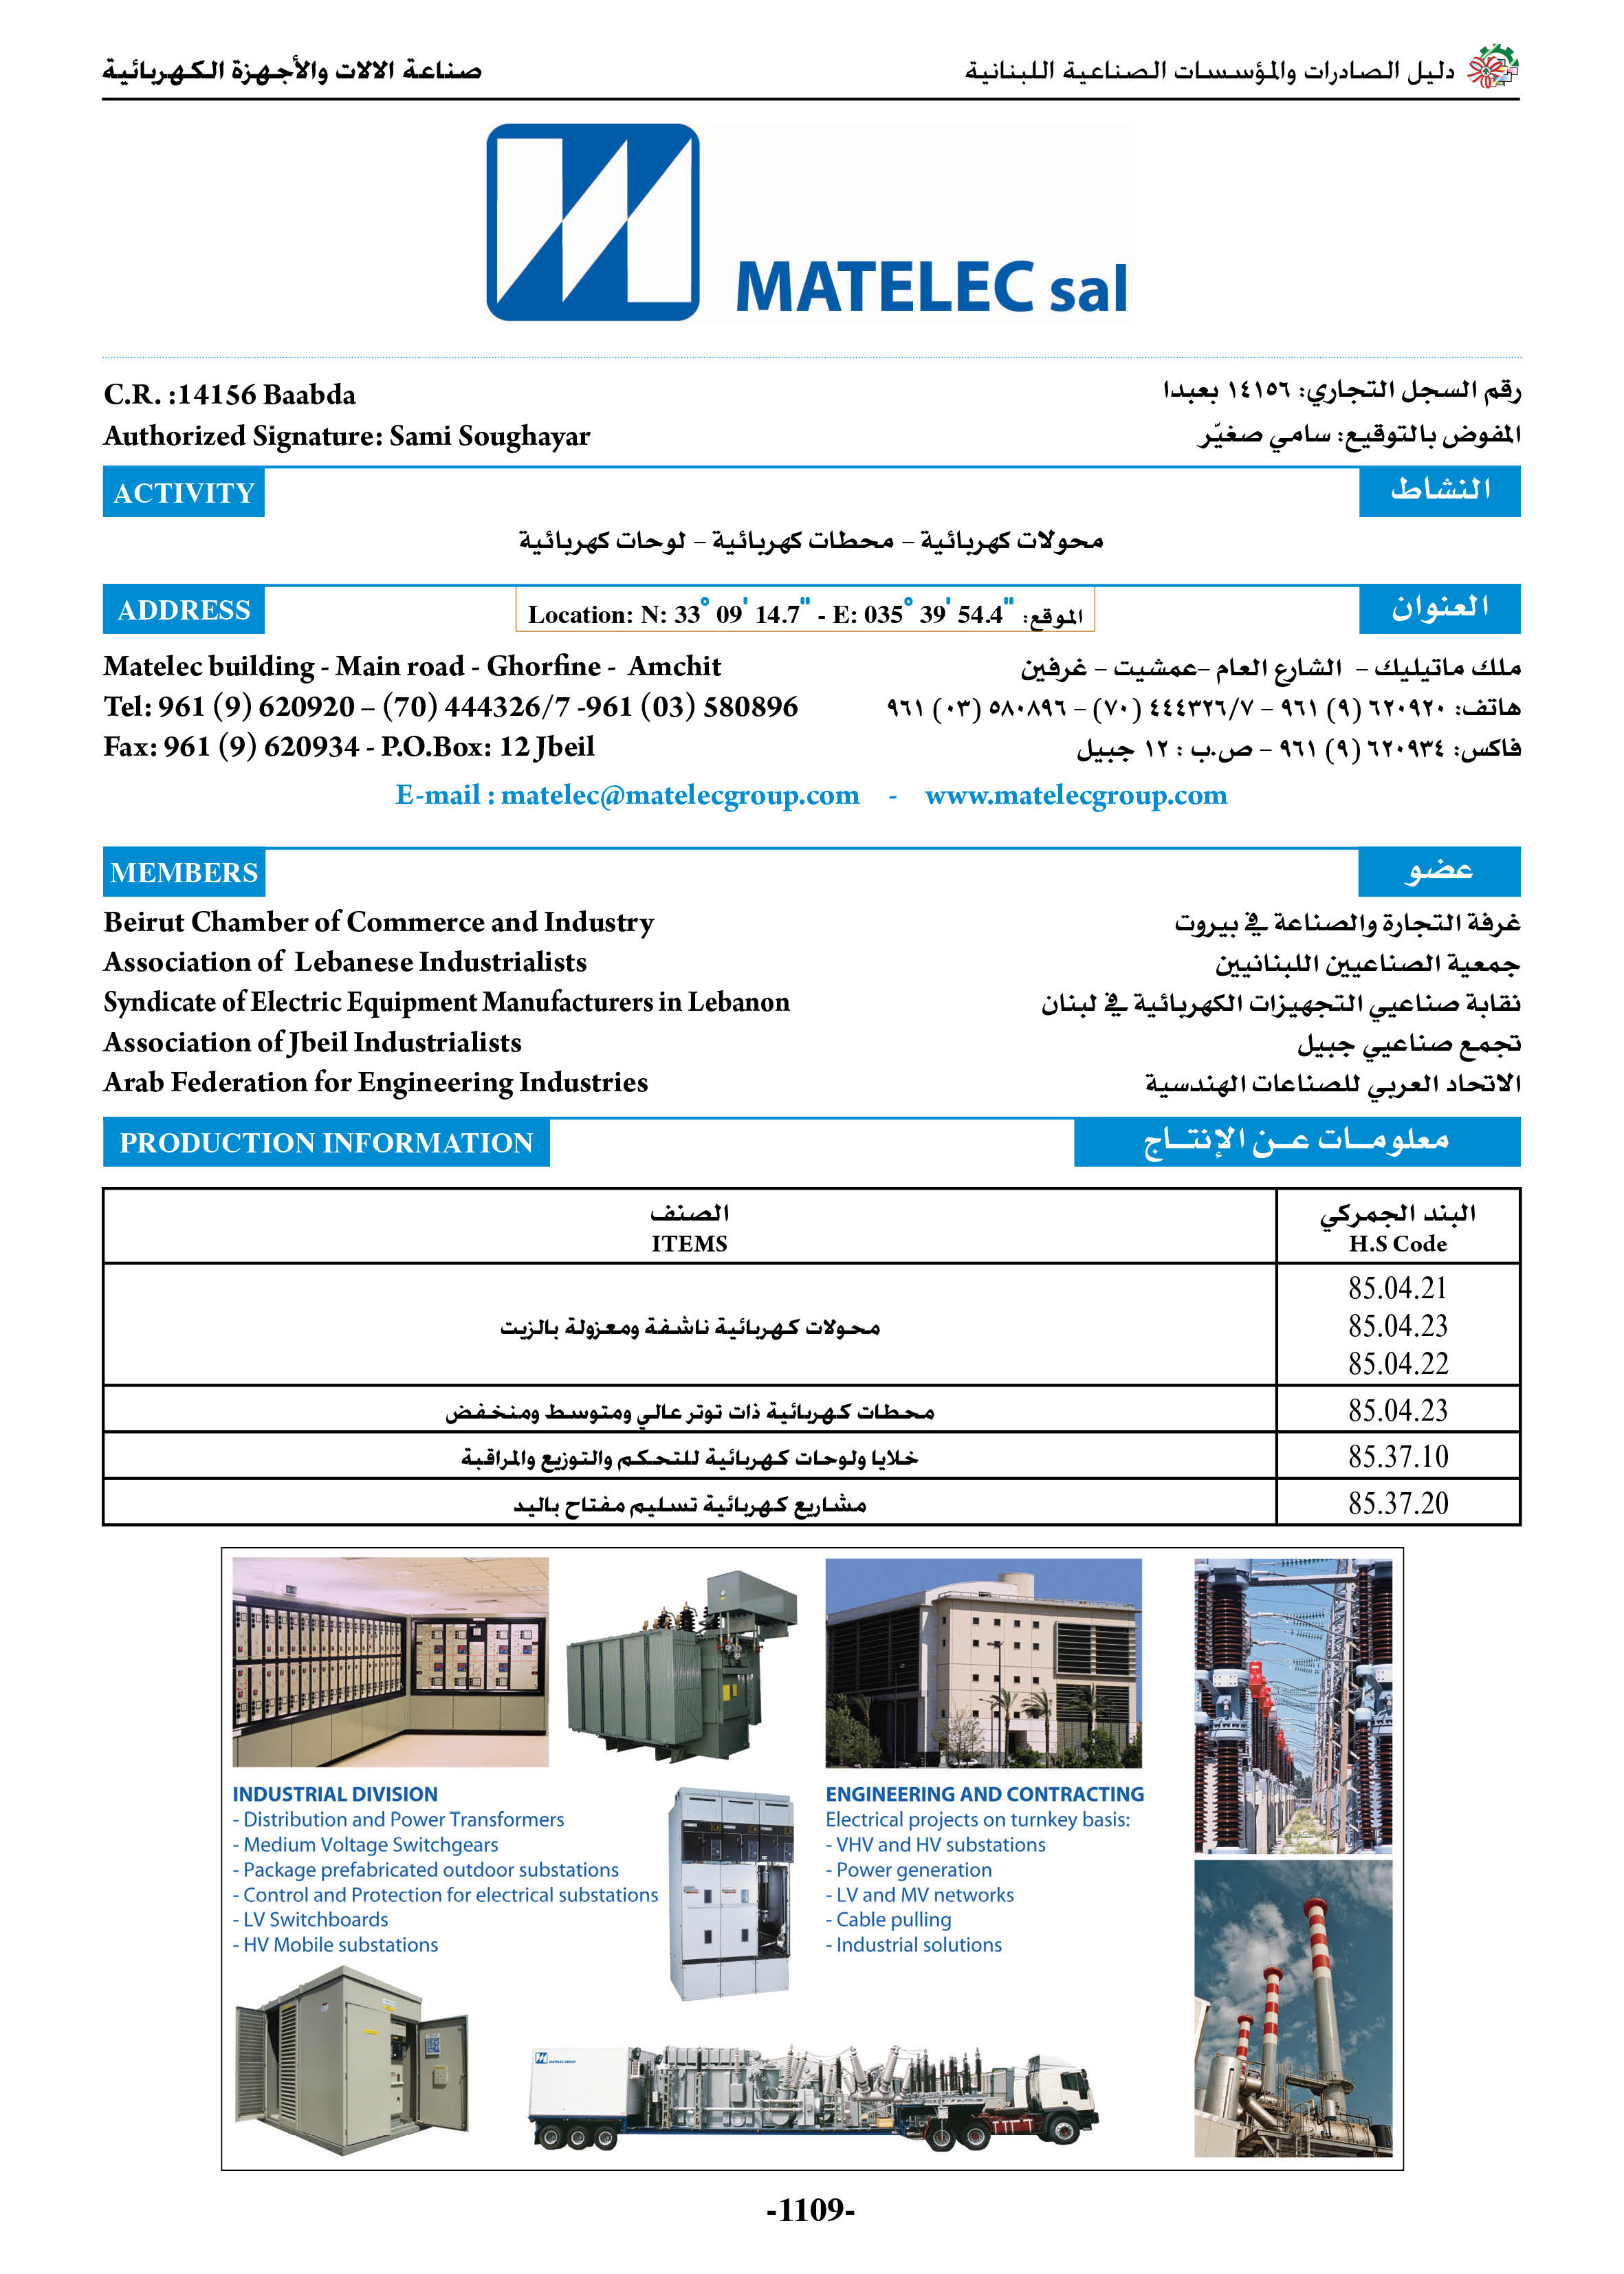 دليل الصادرات والمؤسسات الصناعية اللبنانية
صناعة الالات والأجهزة الكهربائية
MATELEC sal
C.R. :14156 Baabda
رقم السجل التجاري: ١٤١٥٦ بعبدا
Authorized Signature: Sami Soughayar
المفوض بالتوقيع: سامي صغيّر
ACTIVITY
النشاط
محولات كهربائية – محطات كهربائية – لوحات كهربائية
ADDRESS
Location: N: 33° 09' 14.7" - E: 035° 39' 54.4" :الموقع
العنوان
Matelec building - Main road - Ghorfine - Amchit
ملك ماتيليك – الشارع العام –عمشيت – غرفين
Tel: 961 (9) 620920 – (70) 444326/7 -961 (03) 580896
هاتف: ٦٢٠٩٢٠ (٩) ٩٦١ – ٤٤٤٣٢٦/٧ (٧٠) – ٥٨٠٨٩٦ (٠٣) ٩٦١
Fax: 961 (9) 620934 - P.O.Box: 12 Jbeil
فاكس: ٦٢٠٩٣٤ (٩) ٩٦١ – ص.ب : ١٢ جبيل
E-mail : matelec@matelecgroup.com - www.matelecgroup.com
MEMBERS
عضو
Beirut Chamber of Commerce and Industry
غرفة التجارة والصناعة في بيروت
Association of Lebanese Industrialists
جمعية الصناعيين اللبنانيين
Syndicate of Electric Equipment Manufacturers in Lebanon
نقابة صناعيي التجهيزات الكهربائية في لبنان
Association of Jbeil Industrialists
تجمع صناعيي جبيل
Arab Federation for Engineering Industries
الاتحاد العربي للصناعات الهندسية
PRODUCTION INFORMATION
معلومـات عـن الإنتـاج
الصنف
ITEMS
البند الجمركي
H.S Code
محولات كهربائية ناشفة ومعزولة بالزيت
85.04.21
85.04.23
85.04.22
محطات كهربائية ذات توتر عالي ومتوسط ومنخفض
85.04.23
خلايا ولوحات كهربائية للتحكم والتوزيع والمراقبة
85.37.10
مشاريع كهربائية تسليم مفتاح باليد
85.37.20
INDUSTRIAL DIVISION
- Distribution and Power Transformers
- Medium Voltage Switchgears
- Package prefabricated outdoor substations
- Control and Protection for electrical substations
- LV Switchboards
- HV Mobile substations
ENGINEERING AND CONTRACTING
Electrical projects on turnkey basis:
- VHV and HV substations
- Power generation
- LV and MV networks
- Cable pulling
- Industrial solutions
MATELEC GROUP
-1109-